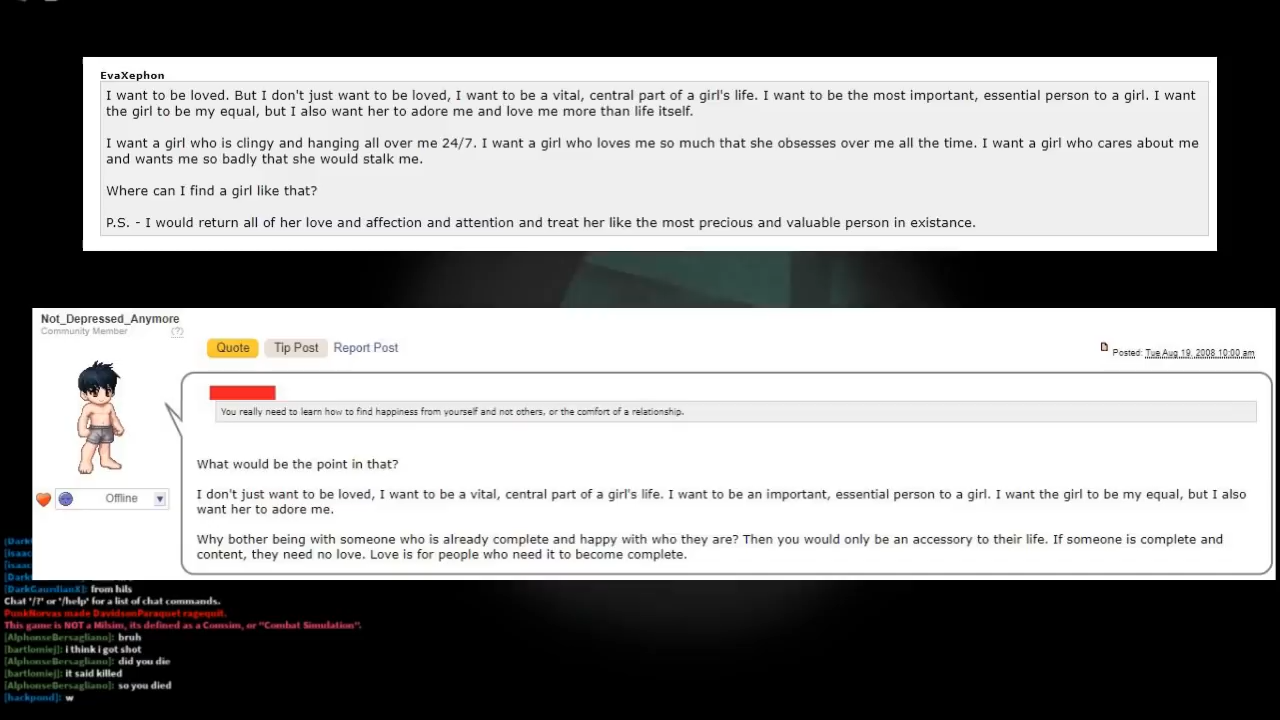 EvaXephon
I want to be loved. But I don't just want to be loved, I want to be a vital, central part of a girl's life. I want to be the most important, essential person to a girl. I want
the girl to be my equal, but I also want her to adore me and love me more than life itself.
I want a girl who is clingy and hanging all over me 24/7. I want a girl who loves me so much that she obsesses over me all the time. I want a girl who cares about me
and wants me so badly that she would stalk me.
Where can I find a girl like that?
P.S. - I would return all of her love and affection and attention and treat her like the most precious and valuable person in existance.
Not_Depressed_Anymore
Community Member (?)
Quote Tip Post Report Post
Posted: Tue Aug 19, 2008 10:00 am
You really need to learn how to find happiness from yourself and not others, or the comfort of a relationship.
What would be the point in that?
I don't just want to be loved, I want to be a vital, central part of a girl's life. I want to be an important, essential person to a girl. I want the girl to be my equal, but I also
want her to adore me.
Why bother being with someone who is already complete and happy with who they are? Then you would only be an accessory to their life. If someone is complete and
content, they need no love. Love is for people who need it to become complete.
Offline
[Dark
[isaac
[isaac
[Dark
[DarkGaurdianX]: from hils
Chat '/?' or '/help' for a list of chat commands.
PunkNorvas made DavidsonParaquet ragequit.
This game is NOT a Milsim, its defined as a Comsim, or "Combat Simulation".
[AlphonseBersagliano]: bruh
[bartlomiej]: i think i got shot
[AlphonseBersagliano]: did you die
[bartlomiej]: it said killed
[AlphonseBersagliano]: so you died
[hackpond]: w